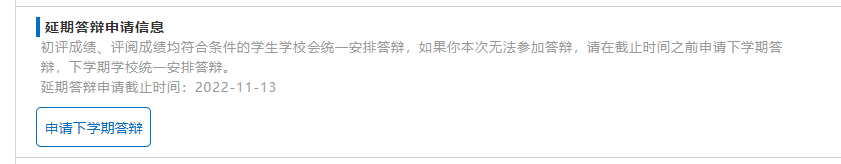 延期答辩申请信息
初评成绩、评阅成绩均符合条件的学生学校会统一安排答辩，如果你本次无法参加答辩，请在截止时间之前申请下学期答
辩，下学期学校统一安排答辩。
延期答辩申请截止时间：2022-11-13
申请下学期答辩